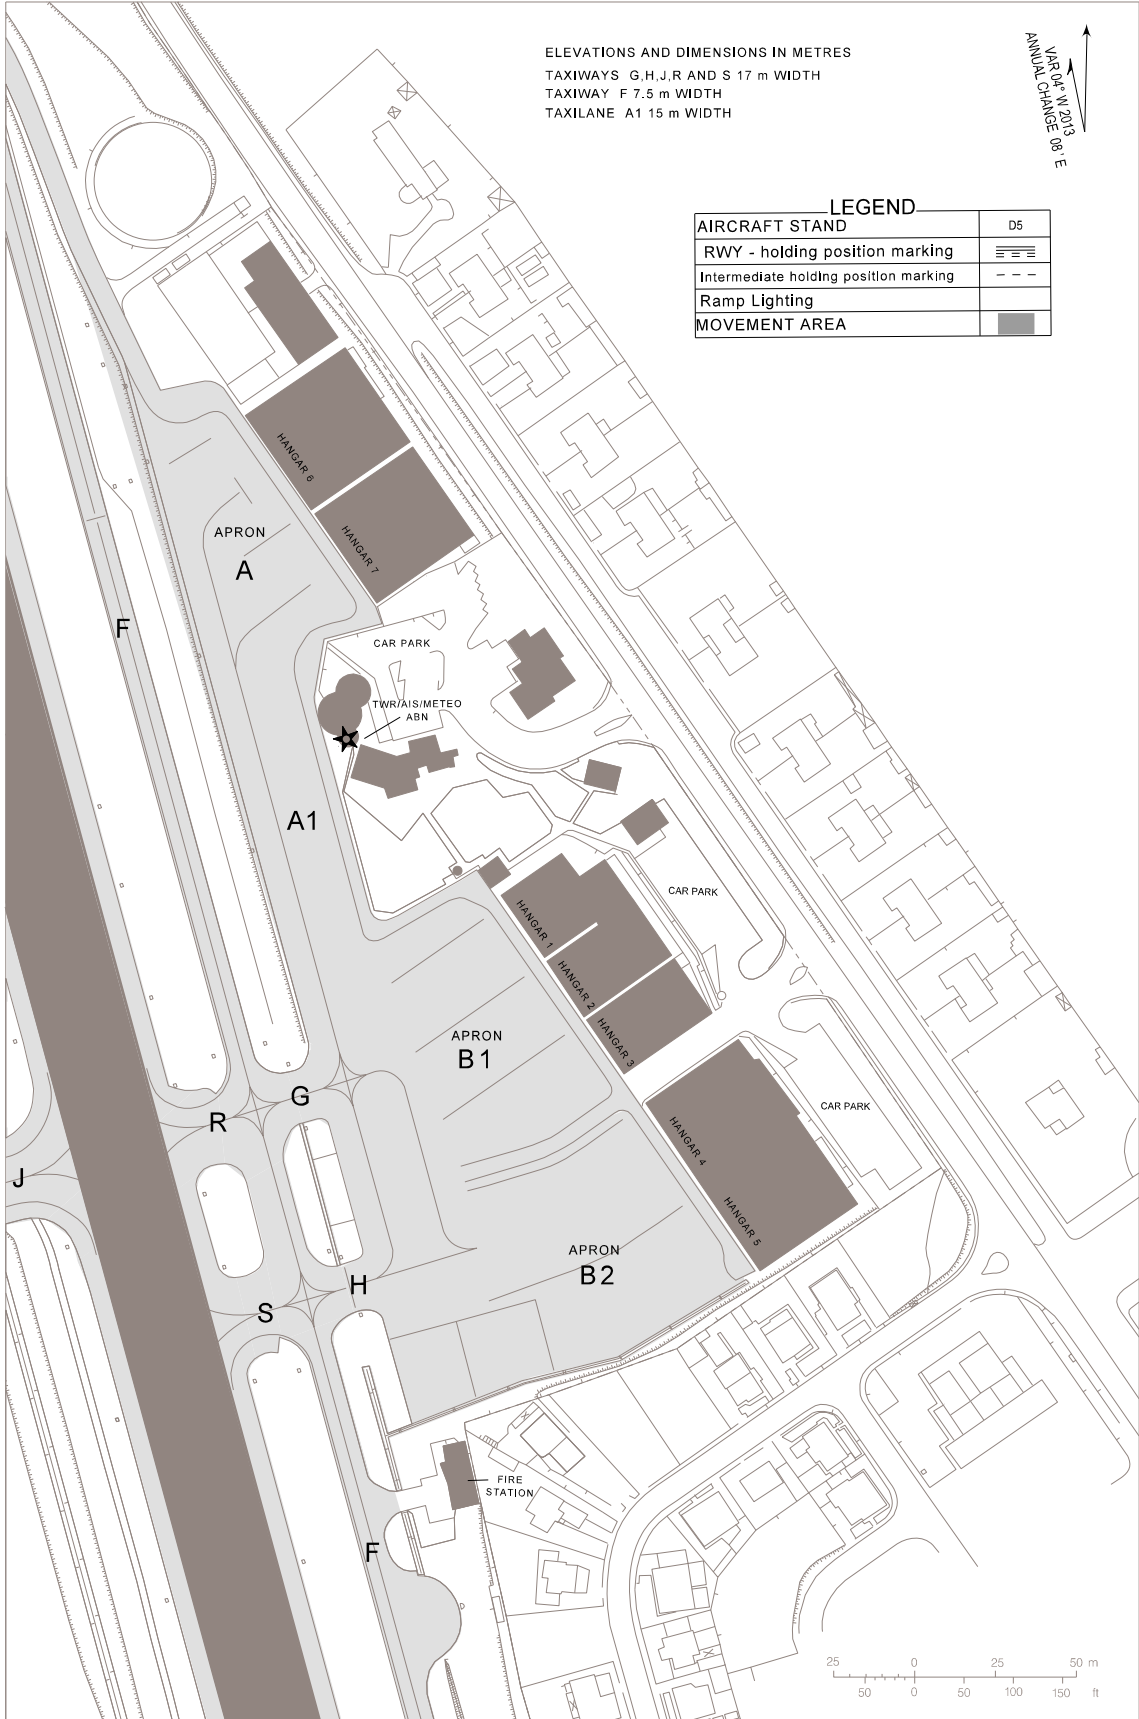 ELEVATIONS AND DIMENSIONS IN METRES
TAXIWAYS G,H,J,R AND S 17 m WIDTH
TAXIWAY F 7.5 m WIDTH
TAXILANE A1 15 m WIDTH
VAR 04° W 2013
ANNUAL CHANGE 08' E
LEGEND
AIRCRAFT STAND D5
RWY - holding position marking
Intermediate holding position marking
Ramp Lighting
MOVEMENT AREA
HANGAR 6
HANGAR 7
APRON
A
F
CAR PARK
TWR/AIS/METEO
ABN
A1
CAR PARK
HANGAR 1
HANGAR 2
HANGAR 3
APRON
B1
G
R
CAR PARK
HANGAR 4
HANGAR 5
J
APRON
B2
H
S
FIRE
STATION
F
25 0 25 50 m
50 0 50 100 150 ft